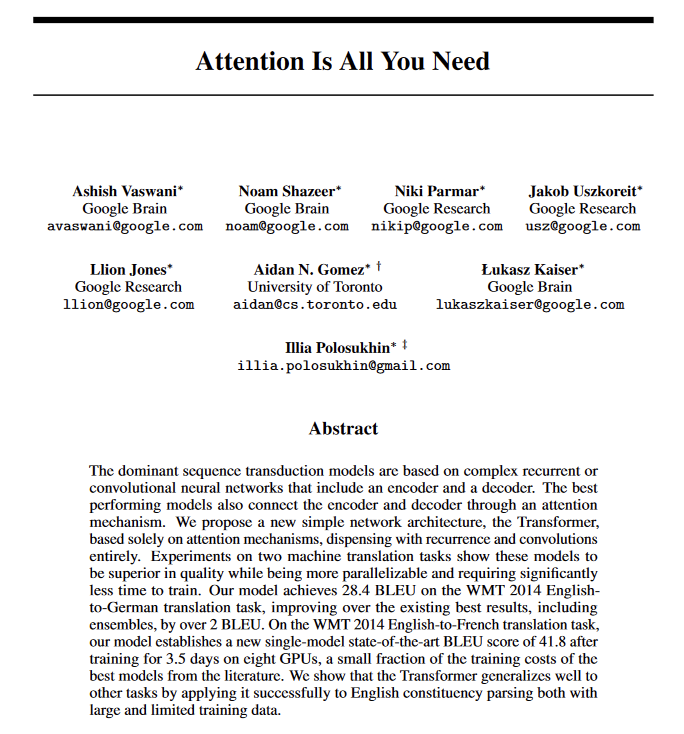 Attention Is All You Need
Ashish Vaswani* Noam Shazeer* Niki Parmar* Jakob Uszkoreit*
Google Brain Google Brain Google Research Google Research
avaswani@google.com noam@google.com nikip@google.com usz@google.com
Llion Jones* Aidan N. Gomez* † Łukasz Kaiser*
Google Research University of Toronto Google Brain
llion@google.com aidan@cs.toronto.edu lukaszkaiser@google.com
Illia Polosukhin* ‡
illia.polosukhin@gmail.com
Abstract
The dominant sequence transduction models are based on complex recurrent or
convolutional neural networks that include an encoder and a decoder. The best
performing models also connect the encoder and decoder through an attention
mechanism. We propose a new simple network architecture, the Transformer,
based solely on attention mechanisms, dispensing with recurrence and convolutions
entirely. Experiments on two machine translation tasks show these models to
be superior in quality while being more parallelizable and requiring significantly
less time to train. Our model achieves 28.4 BLEU on the WMT 2014 English-
to-German translation task, improving over the existing best results, including
ensembles, by over 2 BLEU. On the WMT 2014 English-to-French translation task,
our model establishes a new single-model state-of-the-art BLEU score of 41.8 after
training for 3.5 days on eight GPUs, a small fraction of the training costs of the
best models from the literature. We show that the Transformer generalizes well to
other tasks by applying it successfully to English constituency parsing both with
large and limited training data.